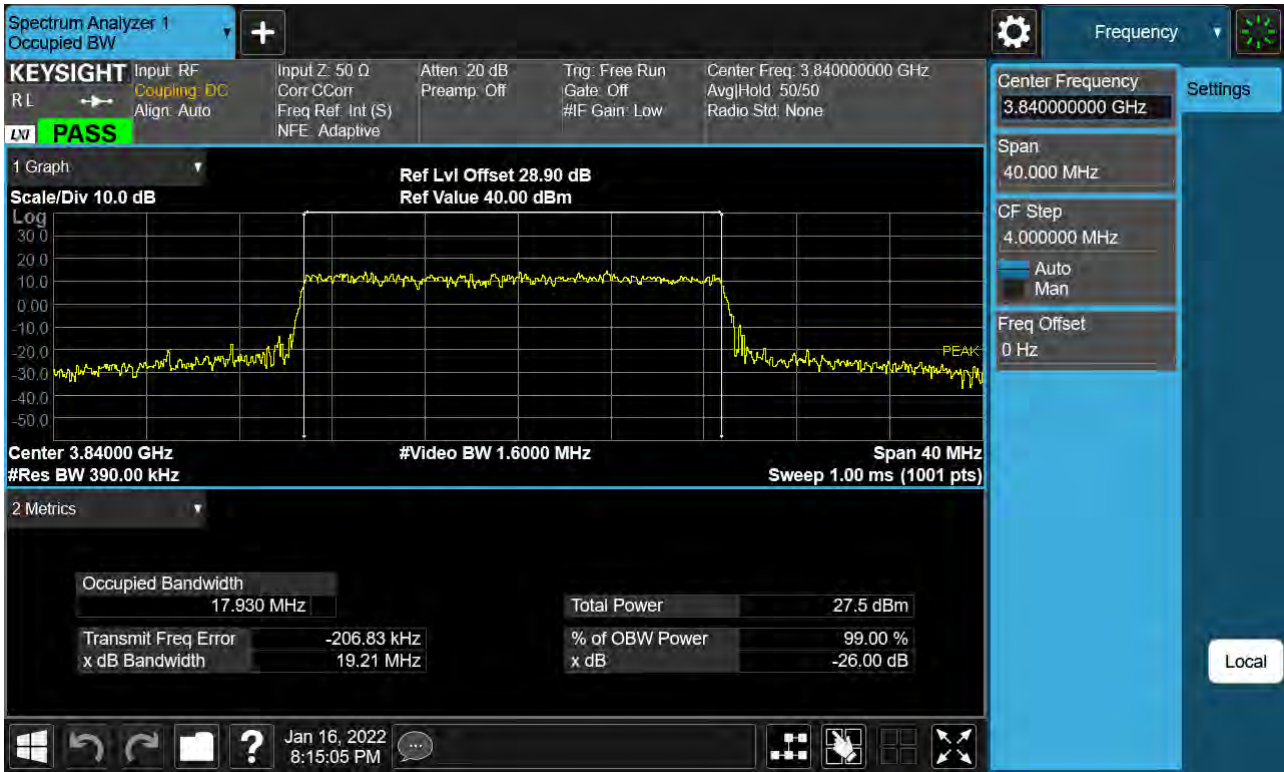 Spectrum Analyzer 1
Occupied BW
Frequency
KEYSIGHT
RL
LXI
PASS
Input: RF
Coupling: DC
Align: Auto
Input Z: 50 Ω
Corr CCorr
Freq Ref: Int (S)
NFE: Adaptive
Atten: 20 dB
Preamp: Off
Trig: Free Run
Gate: Off
#IF Gain: Low
Center Freq: 3.840000000 GHz
Avg|Hold: 50/50
Radio Std: None
1 Graph
Scale/Div 10.0 dB
Ref Lvl Offset 28.90 dB
Ref Value 40.00 dBm
Log
30.0
20.0
10.0
0.00
-10.0
-20.0
-30.0
-40.0
-50.0
PEAK
Center 3.84000 GHz
#Video BW 1.6000 MHz
Span 40 MHz
#Res BW 390.00 kHz
Sweep 1.00 ms (1001 pts)
2 Metrics
Occupied Bandwidth
17.930 MHz
Total Power 27.5 dBm
Transmit Freq Error -206.83 kHz
% of OBW Power 99.00 %
x dB Bandwidth 19.21 MHz
x dB -26.00 dB
Jan 16, 2022
8:15:05 PM
Center Frequency
3.840000000 GHz
Settings
Span
40.000 MHz
CF Step
4.000000 MHz
Auto
Man
Freq Offset
0 Hz
Local